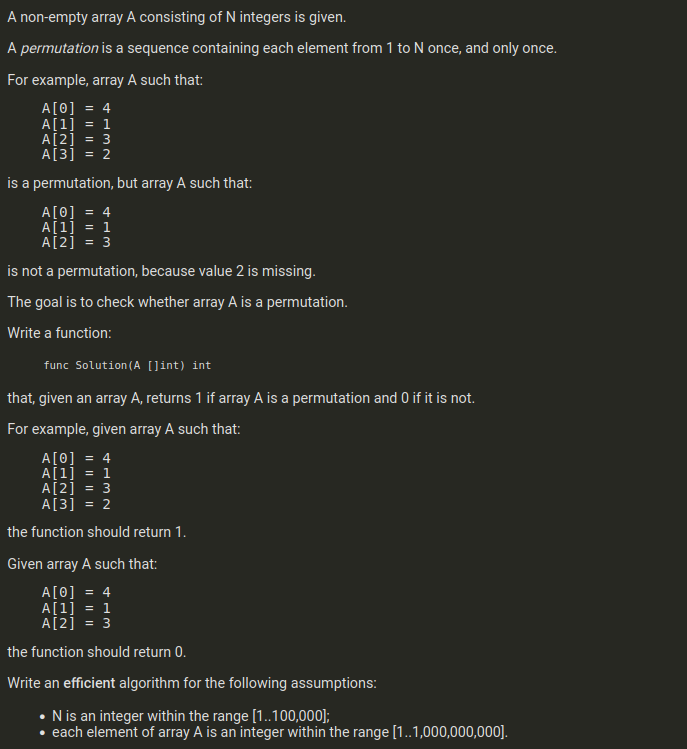 A non-empty array A consisting of N integers is given.
A permutation is a sequence containing each element from 1 to N once, and only once.
For example, array A such that:
A[0] = 4
A[1] = 1
A[2] = 3
A[3] = 2
is a permutation, but array A such that:
A[0] = 4
A[1] = 1
A[2] = 3
is not a permutation, because value 2 is missing.
The goal is to check whether array A is a permutation.
Write a function:
func Solution(A []int) int
that, given an array A, returns 1 if array A is a permutation and 0 if it is not.
For example, given array A such that:
A[0] = 4
A[1] = 1
A[2] = 3
A[3] = 2
the function should return 1.
Given array A such that:
A[0] = 4
A[1] = 1
A[2] = 3
the function should return 0.
Write an efficient algorithm for the following assumptions:
• N is an integer within the range [1..100,000];
• each element of array A is an integer within the range [1..1,000,000,000].